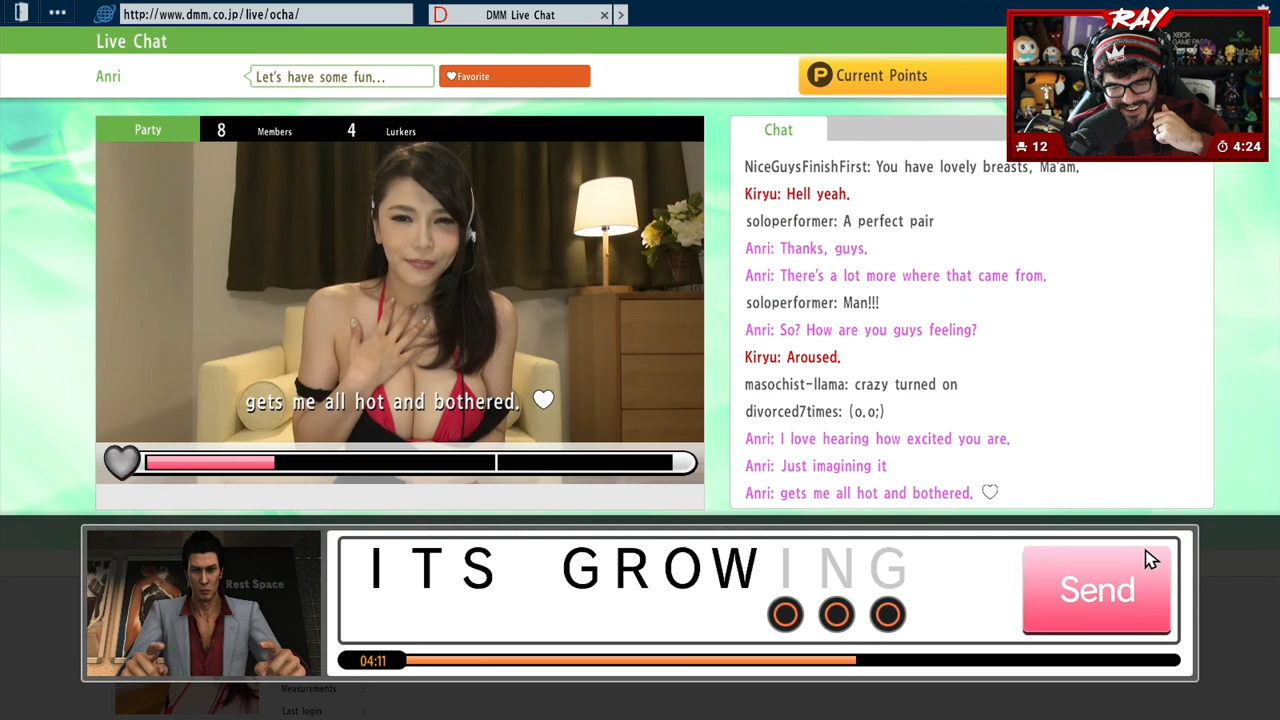 http://www.dmm.co.jp/live/ocha/
DMM Live Chat
Live Chat
Anri
Let's have some fun...
Favorite
P Current Points
RAY
XBOX GAME PASS
12
4:24
Party
8 Members
4 Lurkers
gets me all hot and bothered.
Chat
NiceGuysFinishFirst: You have lovely breasts, Ma'am.
Kiryu: Hell yeah.
soloperformer: A perfect pair
Anri: Thanks, guys.
Anri: There's a lot more where that came from.
soloperformer: Man!!!
Anri: So? How are you guys feeling?
Kiryu: Aroused.
masochist-llama: crazy turned on
divorced7times: (o.o;)
Anri: I love hearing how excited you are.
Anri: Just imagining it
Anri: gets me all hot and bothered. ♡
Rest Space
ITS GROWING
Send
04:11
Measurements :
Last login :